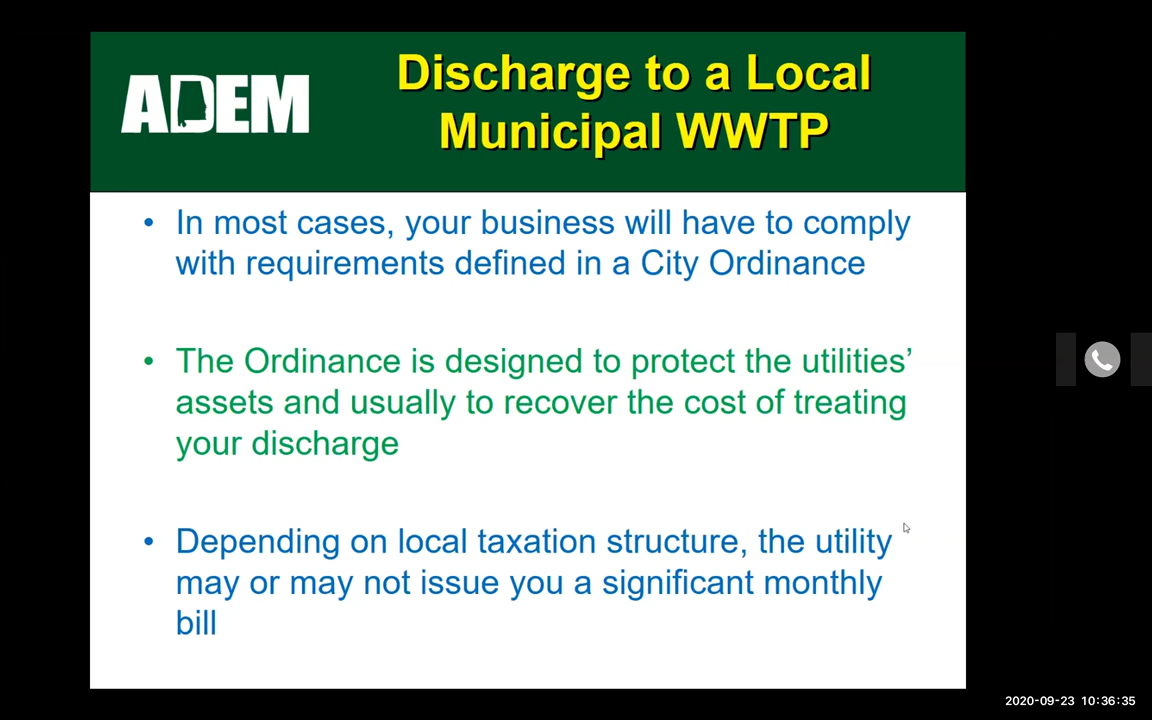 ADEM
Discharge to a Local
Municipal WWTP
• In most cases, your business will have to comply
with requirements defined in a City Ordinance
• The Ordinance is designed to protect the utilities’
assets and usually to recover the cost of treating
your discharge
• Depending on local taxation structure, the utility
may or may not issue you a significant monthly
bill
2020-09-23 10:36:35